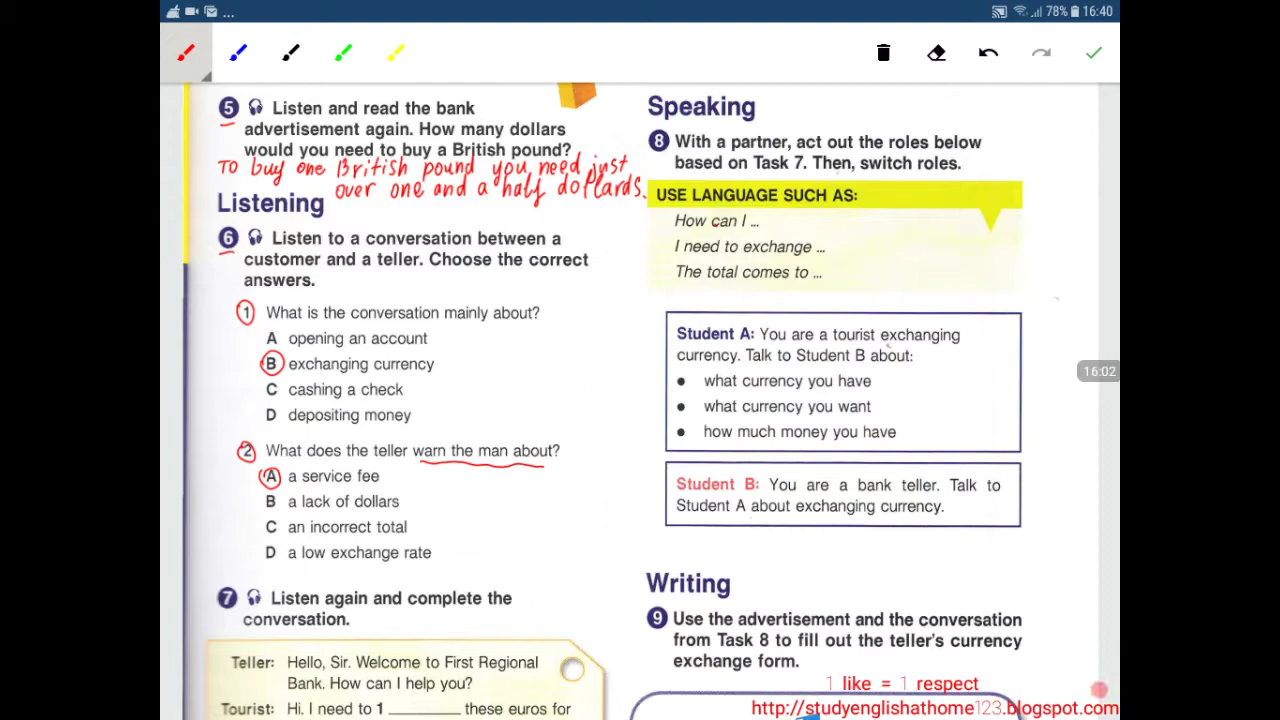 ... 78% 16:40
5 Listen and read the bank
advertisement again. How many dollars
would you need to buy a British pound?
To buy one British pound you need just
over one and a half dollards.
Listening
6 Listen to a conversation between a
customer and a teller. Choose the correct
answers.
1 What is the conversation mainly about?
A opening an account
B exchanging currency
C cashing a check
D depositing money
2 What does the teller warn the man about?
A a service fee
B a lack of dollars
C an incorrect total
D a low exchange rate
7 Listen again and complete the
conversation.
Teller: Hello, Sir. Welcome to First Regional
Bank. How can I help you?
Tourist: Hi. I need to 1 ________ these euros for
Speaking
8 With a partner, act out the roles below
based on Task 7. Then, switch roles.
USE LANGUAGE SUCH AS:
How can I ...
I need to exchange ...
The total comes to ...
Student A: You are a tourist exchanging
currency. Talk to Student B about:
• what currency you have
• what currency you want
• how much money you have
Student B: You are a bank teller. Talk to
Student A about exchanging currency.
16:02
Writing
9 Use the advertisement and the conversation
from Task 8 to fill out the teller's currency
exchange form.
1 like = 1 respect
http://studyenglishathome123.blogspot.com